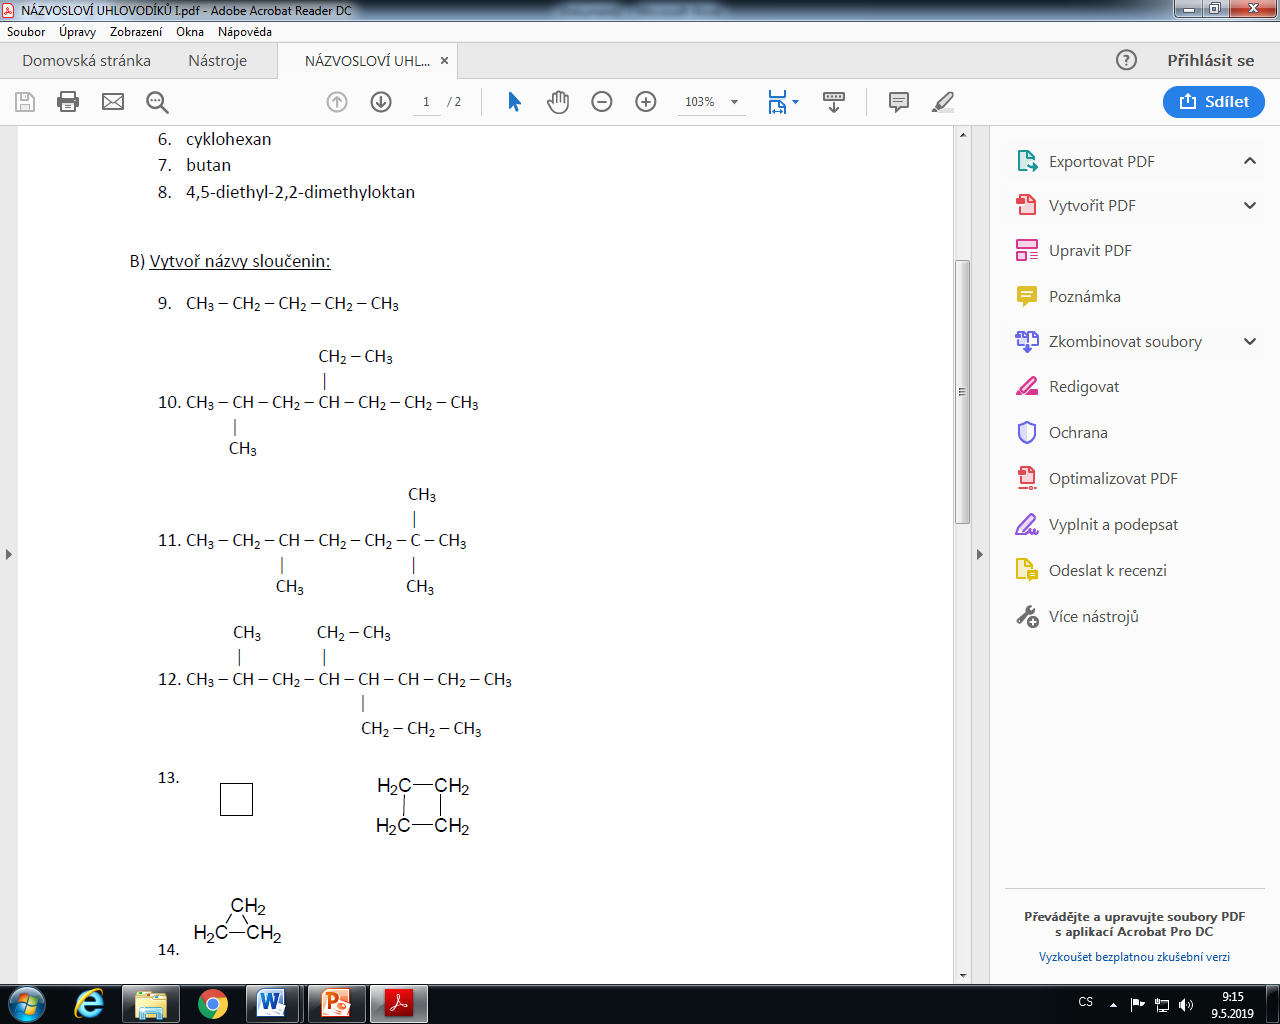 NÁZVOSLOVÍ UHLOVODÍKŮ I.pdf - Adobe Acrobat Reader DC
Soubor Úpravy Zobrazení Okna Nápověda
Domovská stránka Nástroje NÁZVOSLOVÍ UHL... × ? Přihlásit se
1 / 2 103% Sdílet
6. cyklohexan
7. butan
8. 4,5-diethyl-2,2-dimethyloktan
B) Vytvoř názvy sloučenin:
9. CH₃ – CH₂ – CH₂ – CH₂ – CH₃
CH₂ – CH₃
|
10. CH₃ – CH – CH₂ – CH – CH₂ – CH₂ – CH₃
|
CH₃
CH₃
|
11. CH₃ – CH₂ – CH – CH₂ – CH₂ – C – CH₃
| |
CH₃ CH₃
CH₃ CH₂ – CH₃
| |
12. CH₃ – CH – CH₂ – CH – CH – CH – CH₂ – CH₃
|
CH₂ – CH₂ – CH₃
13.
H₂C CH₂
H₂C CH₂
CH₂
H₂C CH₂
14.
Exportovat PDF
Vytvořit PDF
Upravit PDF
Poznámka
Zkombinovat soubory
Redigovat
Ochrana
Optimalizovat PDF
Vyplnit a podepsat
Odeslat k recenzi
Více nástrojů
Převádějte a upravujte soubory PDF
s aplikací Acrobat Pro DC
Vyzkoušet bezplatnou zkušební verzi
CS 9:15
9.5.2019